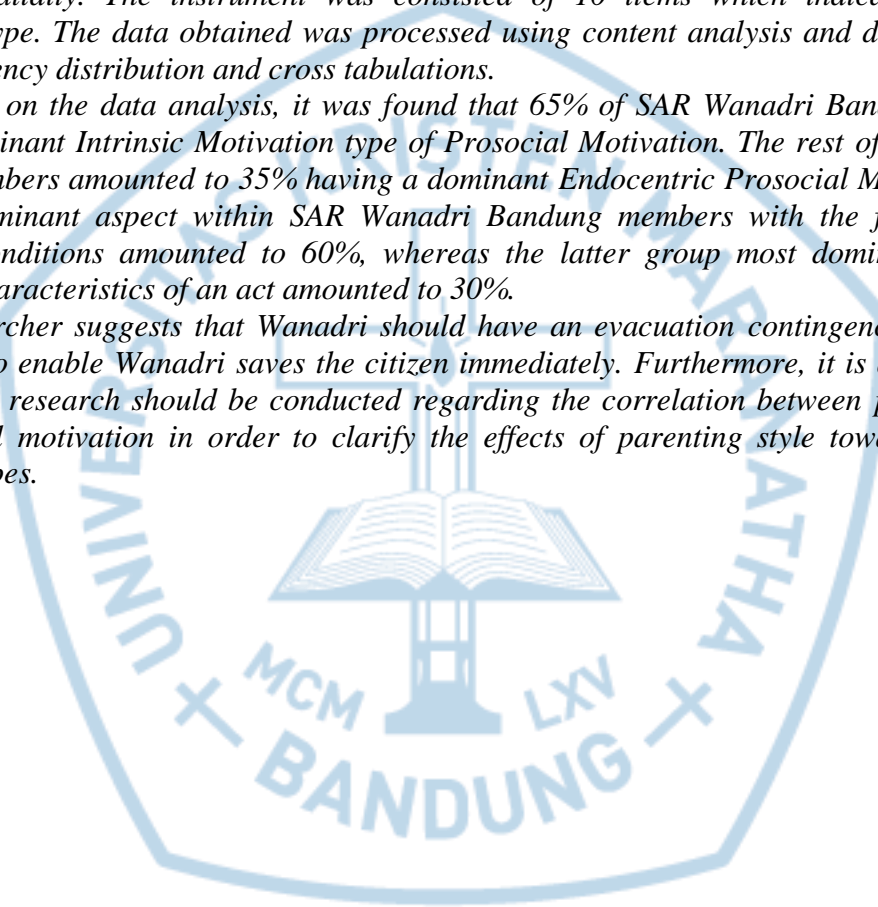 The instrument was consisted of 10 items which
ype. The data obtained was processed using content analysis and d
ency distribution and cross tabulations.
on the data analysis, it was found that 65% of SAR Wanadri Ban
inant Intrinsic Motivation type of Prosocial Motivation. The rest of
nbers amounted to 35% having a dominant Endocentric Prosocial M
minant aspect within SAR Wanadri Bandung members with the f
nditions amounted to 60%, whereas the latter group most domi
aracteristics of an act amounted to 30%.
rcher suggests that Wanadri should have an evacuation contingen
o enable Wanadri saves the citizen immediately. Furthermore, it is
research should be conducted regarding the correlation between p
l motivation in order to clarify the effects of parenting style tow
pes.
UNIVERSITAS KRISTEN MARANATHA
MCM LXV
BANDUNG